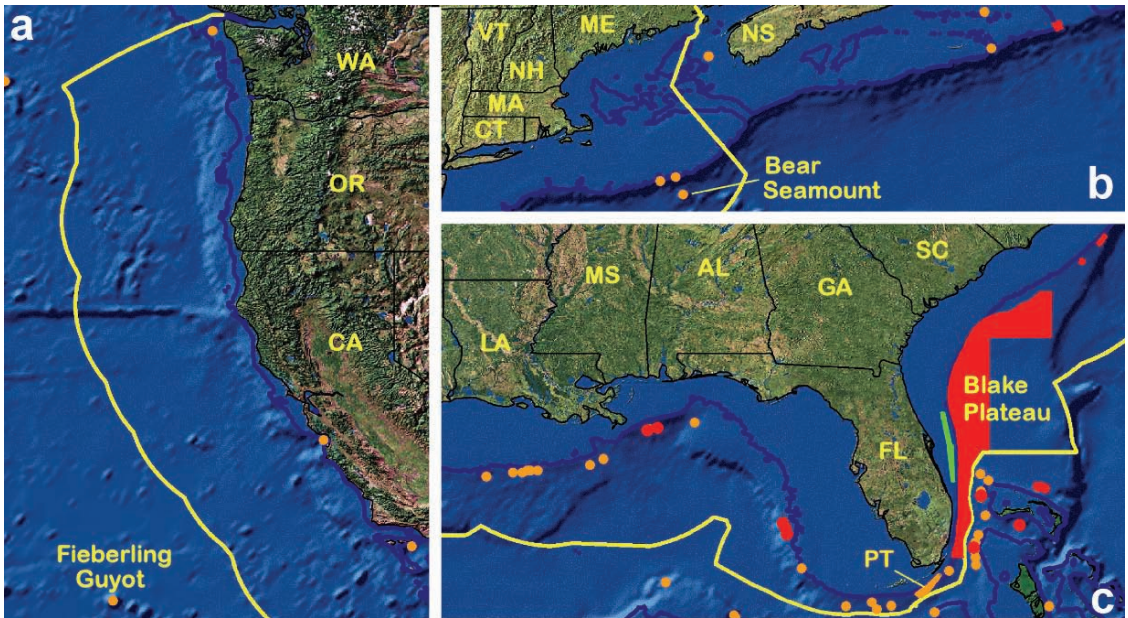 a
WA
OR
CA
Fieberling
Guyot
VT
ME
NH
MA
CT
NS
Bear
Seamount
b
MS
AL
GA
SC
LA
FL
Blake
Plateau
PT
c